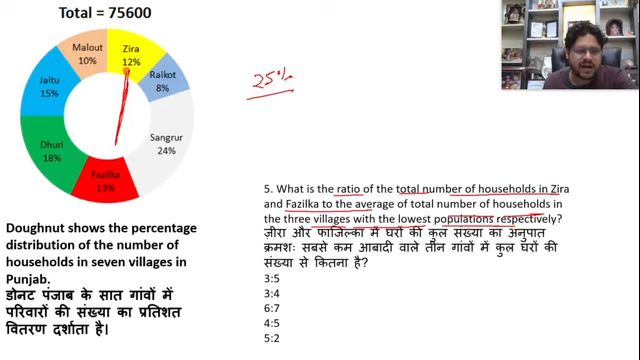 Total = 75600
Malout
10%
Zira
12%
Raikot
8%
Jaitu
15%
Sangrur
24%
Dhuri
18%
Fazilka
13%
25%
Doughnut shows the percentage
distribution of the number of
households in seven villages in
Punjab.
डोनट पंजाब के सात गांवों में
परिवारों की संख्या का प्रतिशत
वितरण दर्शाता है।
5. What is the ratio of the total number of households in Zira
and Fazilka to the average of total number of households in
the three villages with the lowest populations respectively?
ज़ीरा और फाजिल्का में घरों की कुल संख्या का अनुपात
क्रमशः सबसे कम आबादी वाले तीन गांवों में कुल घरों की
संख्या से कितना है?
3:5
3:4
6:7
4:5
5:2